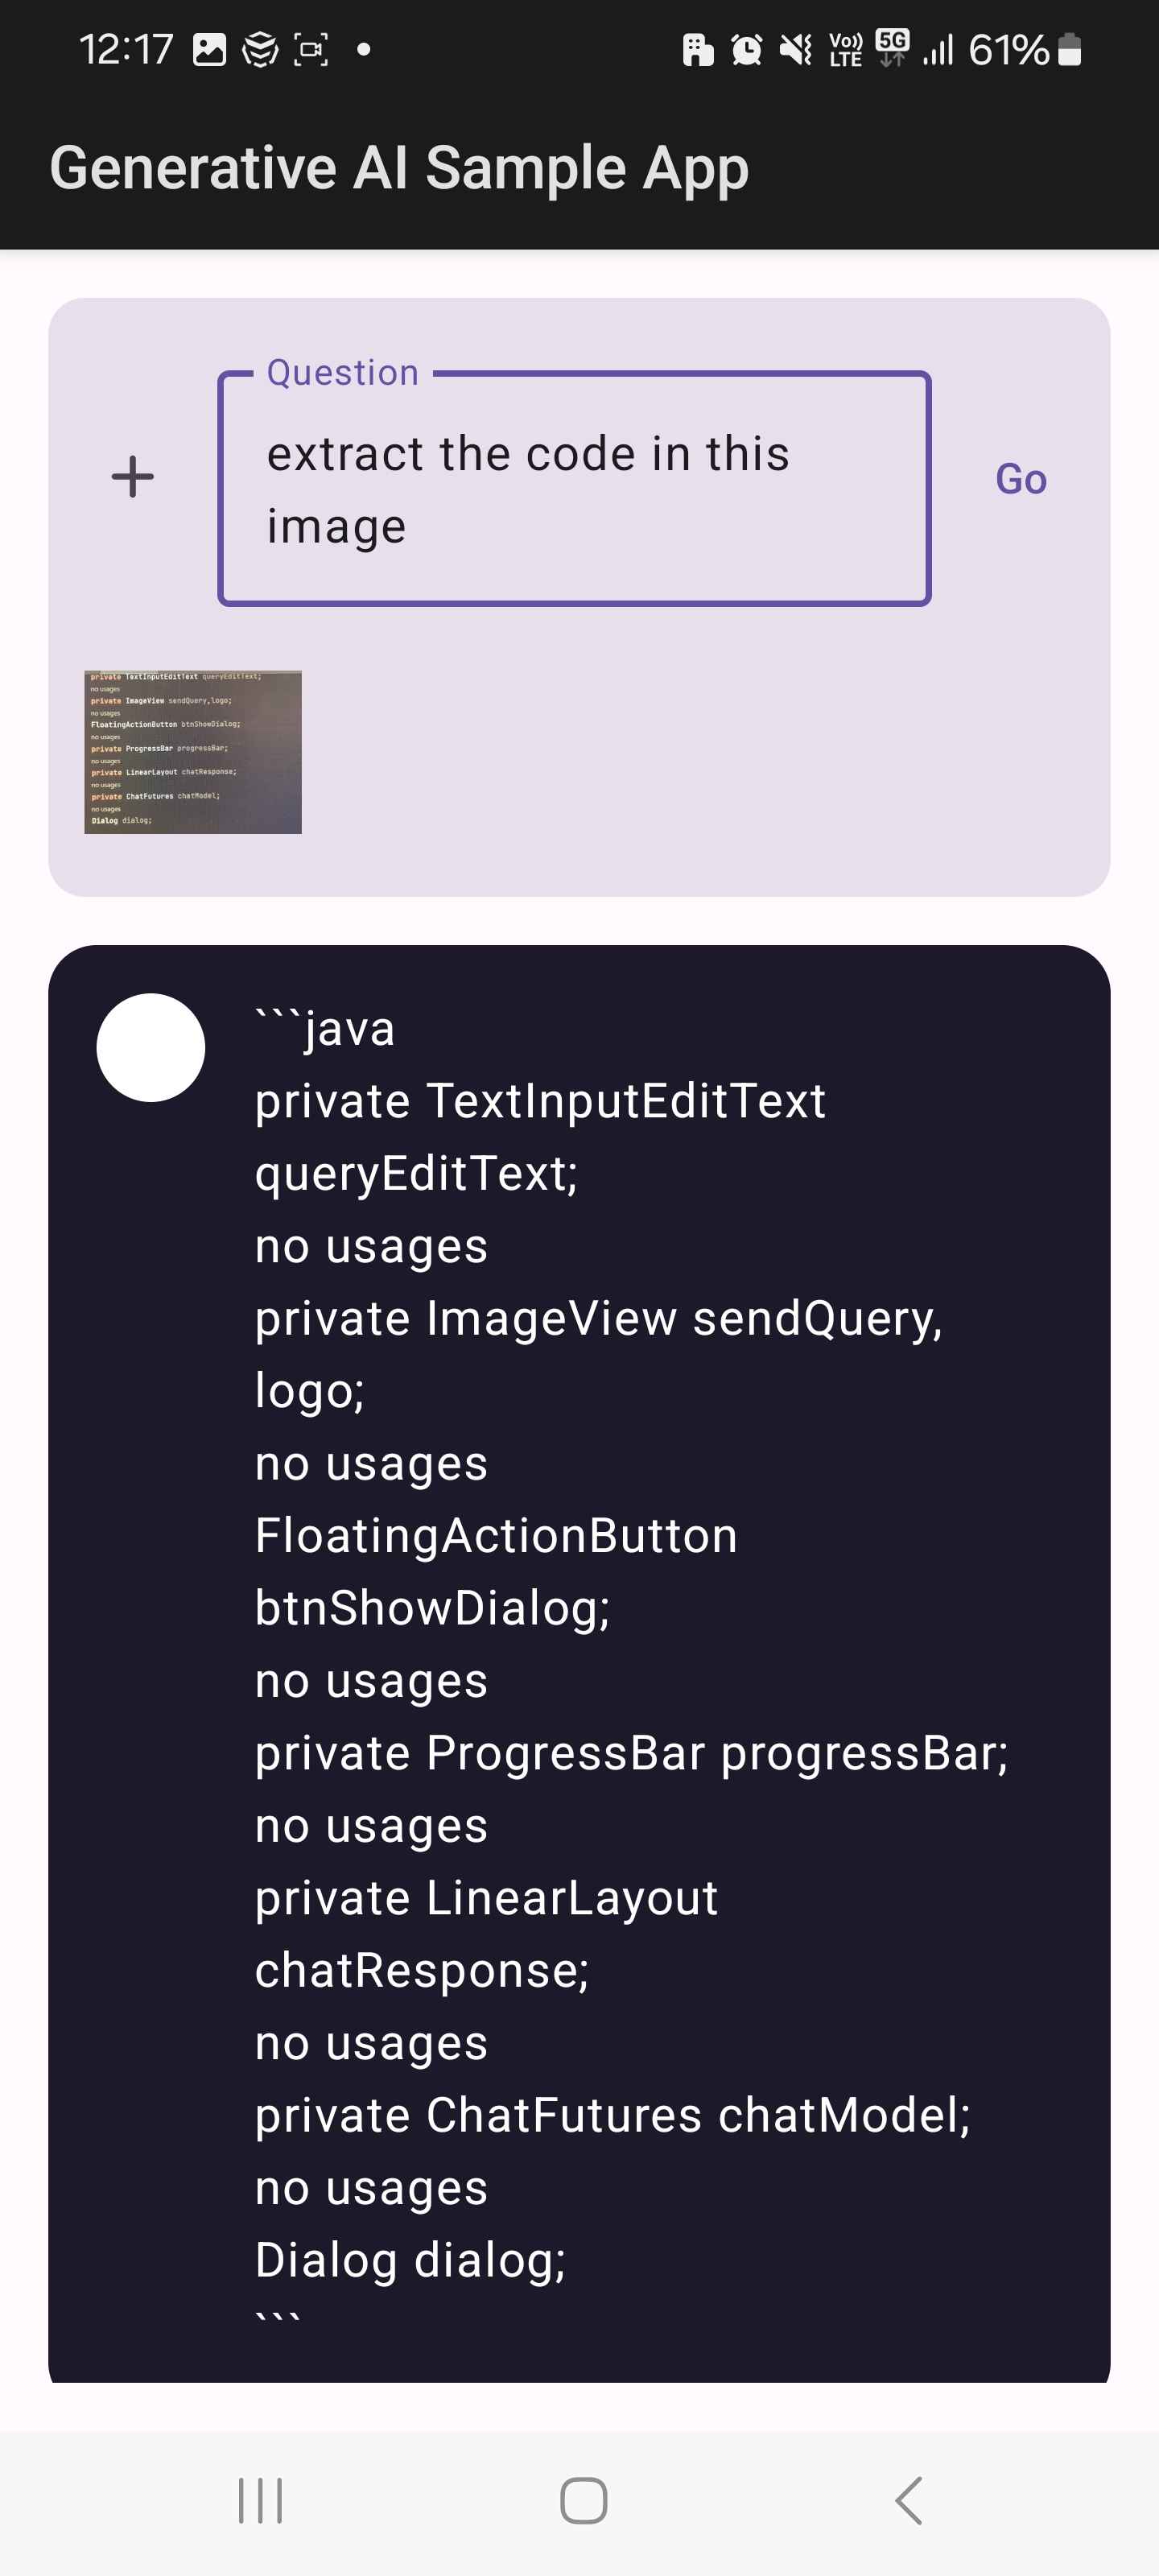 12:17
Vo)) LTE 5G 61%
Generative AI Sample App
Question
extract the code in this
image
Go
private TextInputEditText queryEditText;
no usages
private ImageView sendQuery,logo;
no usages
FloatingActionButton btnShowDialog;
no usages
private ProgressBar progressBar;
no usages
private LinearLayout chatResponse;
no usages
private ChatFutures chatModel;
no usages
Dialog dialog;
```java
private TextInputEditText
queryEditText;
no usages
private ImageView sendQuery,
logo;
no usages
FloatingActionButton
btnShowDialog;
no usages
private ProgressBar progressBar;
no usages
private LinearLayout
chatResponse;
no usages
private ChatFutures chatModel;
no usages
Dialog dialog;
```